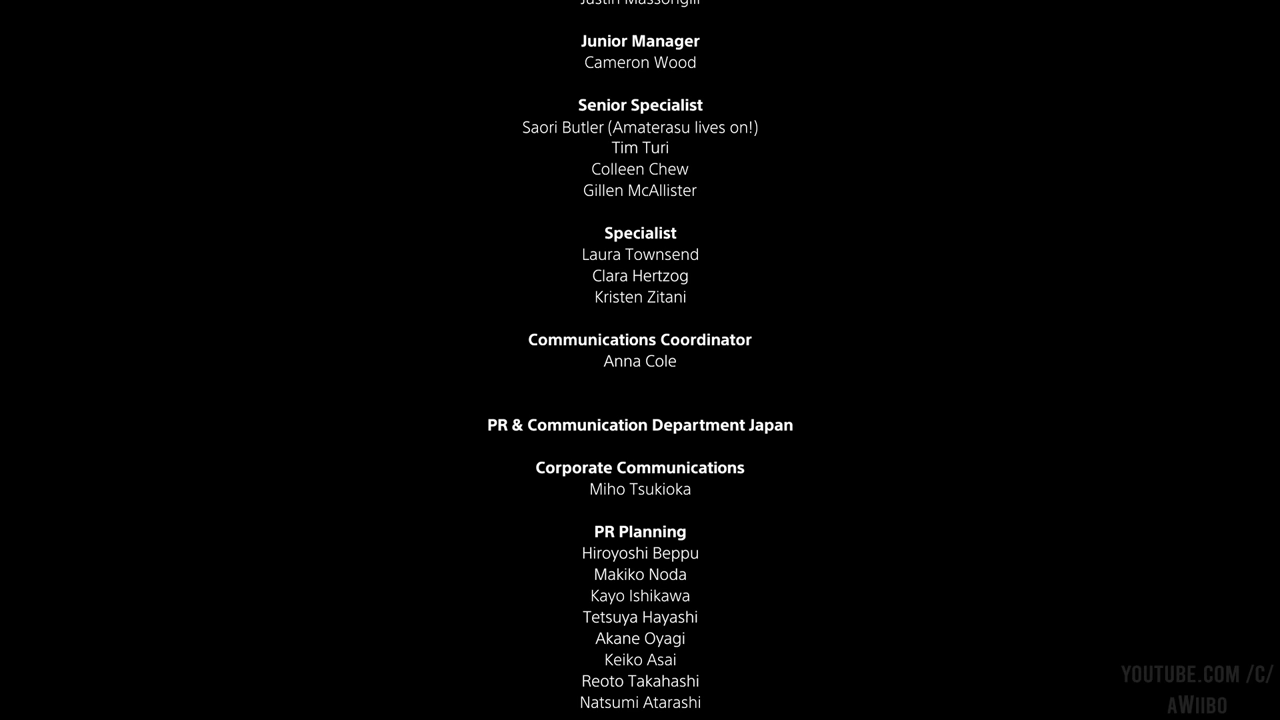 Justin Massongill
Junior Manager
Cameron Wood
Senior Specialist
Saori Butler (Amaterasu lives on!)
Tim Turi
Colleen Chew
Gillen McAllister
Specialist
Laura Townsend
Clara Hertzog
Kristen Zitani
Communications Coordinator
Anna Cole
PR & Communication Department Japan
Corporate Communications
Miho Tsukioka
PR Planning
Hiroyoshi Beppu
Makiko Noda
Kayo Ishikawa
Tetsuya Hayashi
Akane Oyagi
Keiko Asai
Reoto Takahashi
Natsumi Atarashi
YOUTUBE.COM /C/
AWIIBO